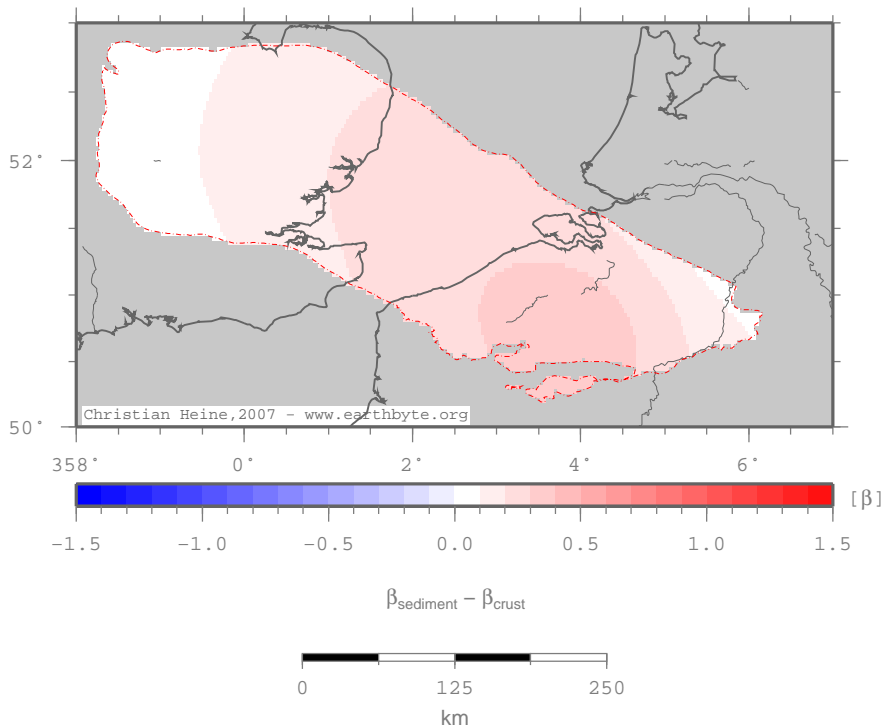 52°
50°
Christian Heine,2007 - www.earthbyte.org
358° 0° 2° 4° 6°
[β]
-1.5 -1.0 -0.5 0.0 0.5 1.0 1.5
βsediment – βcrust
0 125 250
km